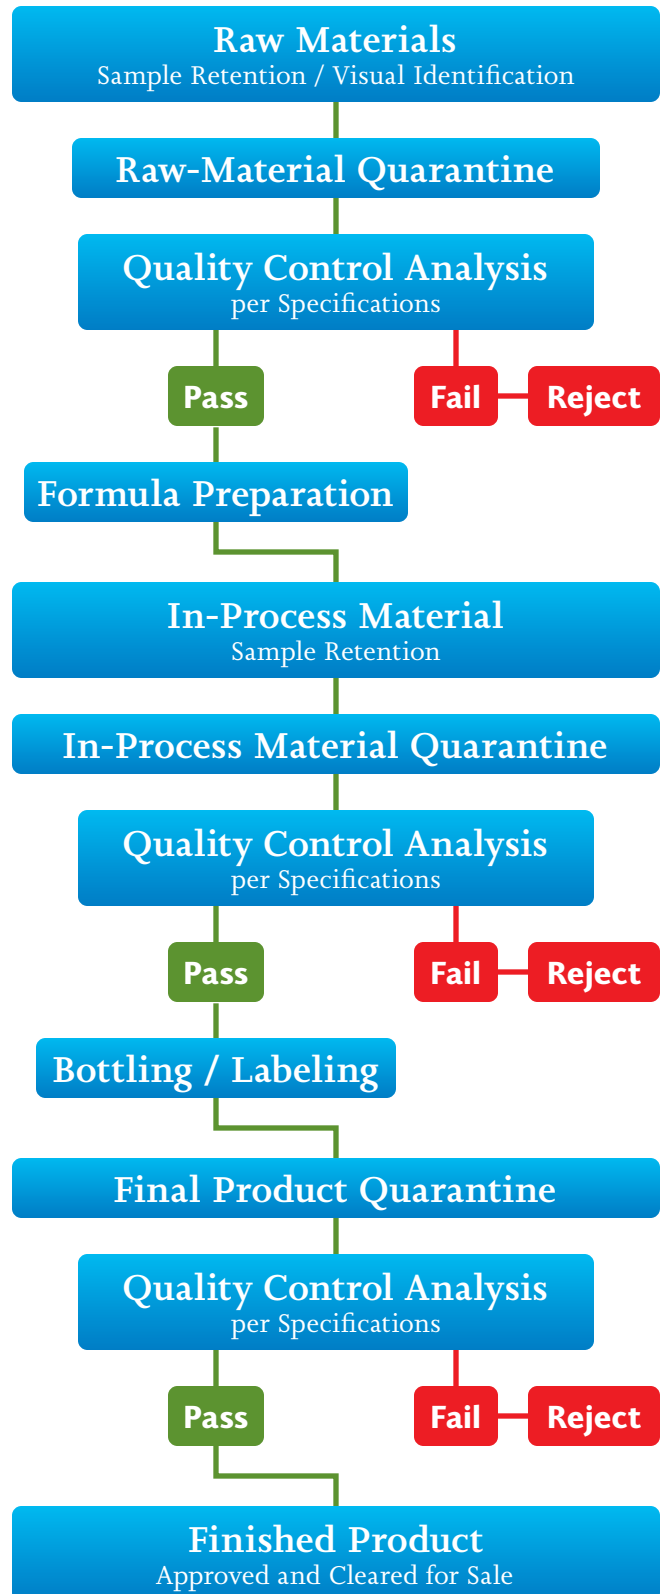 Raw Materials
Sample Retention / Visual Identification
Raw-Material Quarantine
Quality Control Analysis
per Specifications
Pass
Fail
Reject
Formula Preparation
In-Process Material
Sample Retention
In-Process Material Quarantine
Quality Control Analysis
per Specifications
Pass
Fail
Reject
Bottling / Labeling
Final Product Quarantine
Quality Control Analysis
per Specifications
Pass
Fail
Reject
Finished Product
Approved and Cleared for Sale